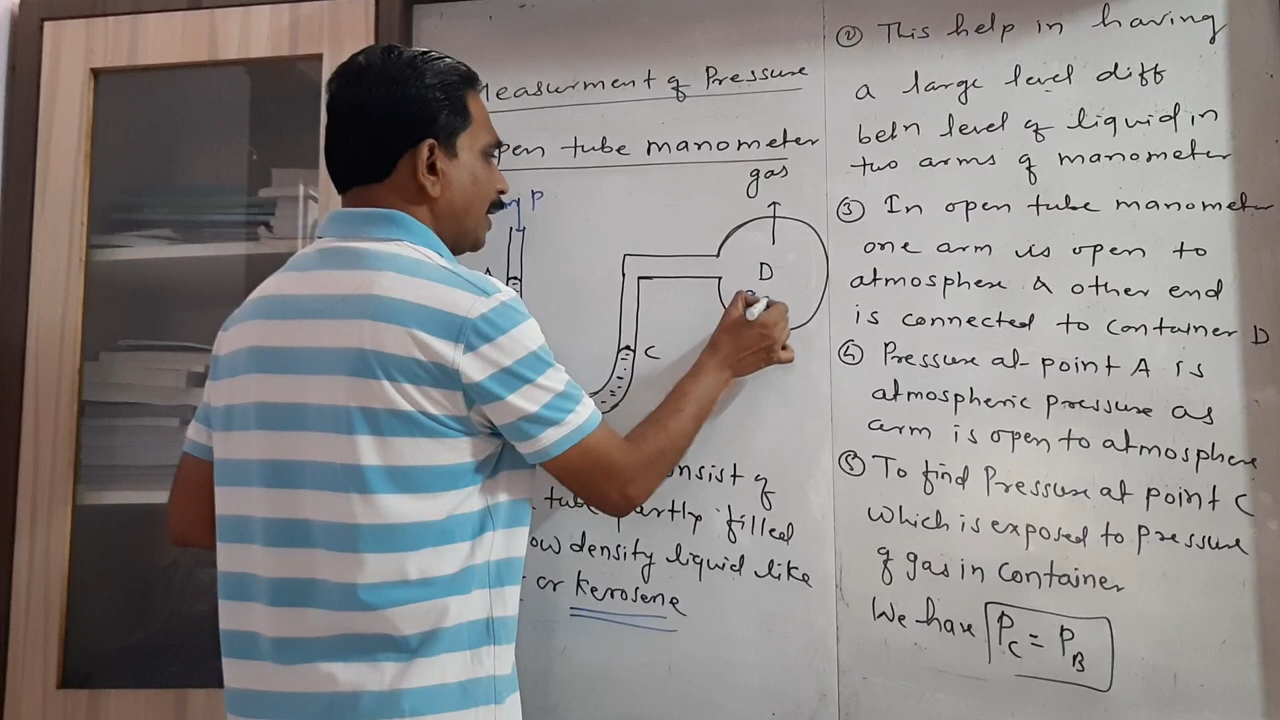 Measurment of Pressure
pen tube manometer
P
gas
D
C
nsist of
tube partly filled
ow density liquid like
or kerosene
② This help in having
a large level diff
betn level of liquid in
two arms of manometer
③ In open tube manometer
one arm is open to
atmosphere & other end
is connected to container D
④ Pressure at point A is
atmospheric pressure as
arm is open to atmosphere
⑤ To find Pressure at point C
which is exposed to pressure
of gas in container
We have P_C = P_B